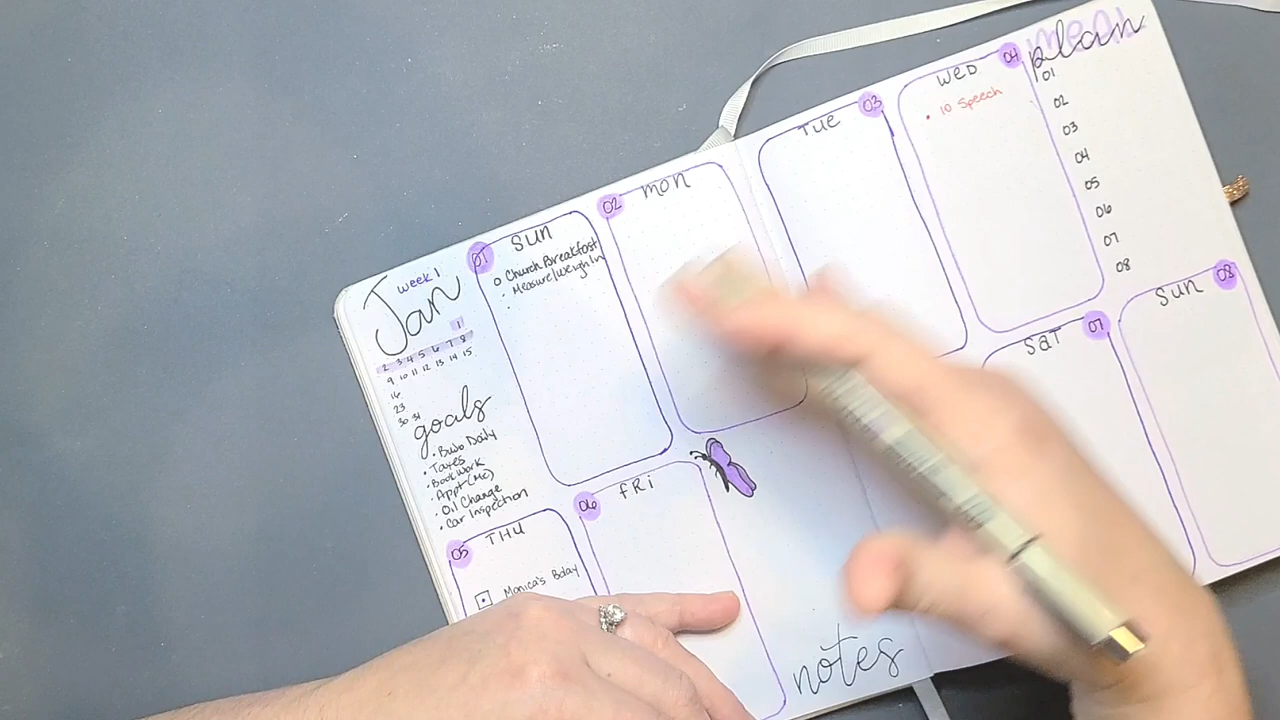 week 1
Jan
1
2 3 4 5 6 7 8
9 10 11 12 13 14 15
16
23
30 31
goals
• BuJo Daily
• Taxes
• Book Work
• Appt (Me)
• Oil Change
• Car Inspection
01
Sun
Church Breakfast
• Measure/weigh In
•
02
mon
03
Tue
04
WED
• 10 Speech
meal
plan
01
02
03
04
05
06
07
08
05
THU
Monica's Bday
06
fRi
07
SaT
08
Sun
notes